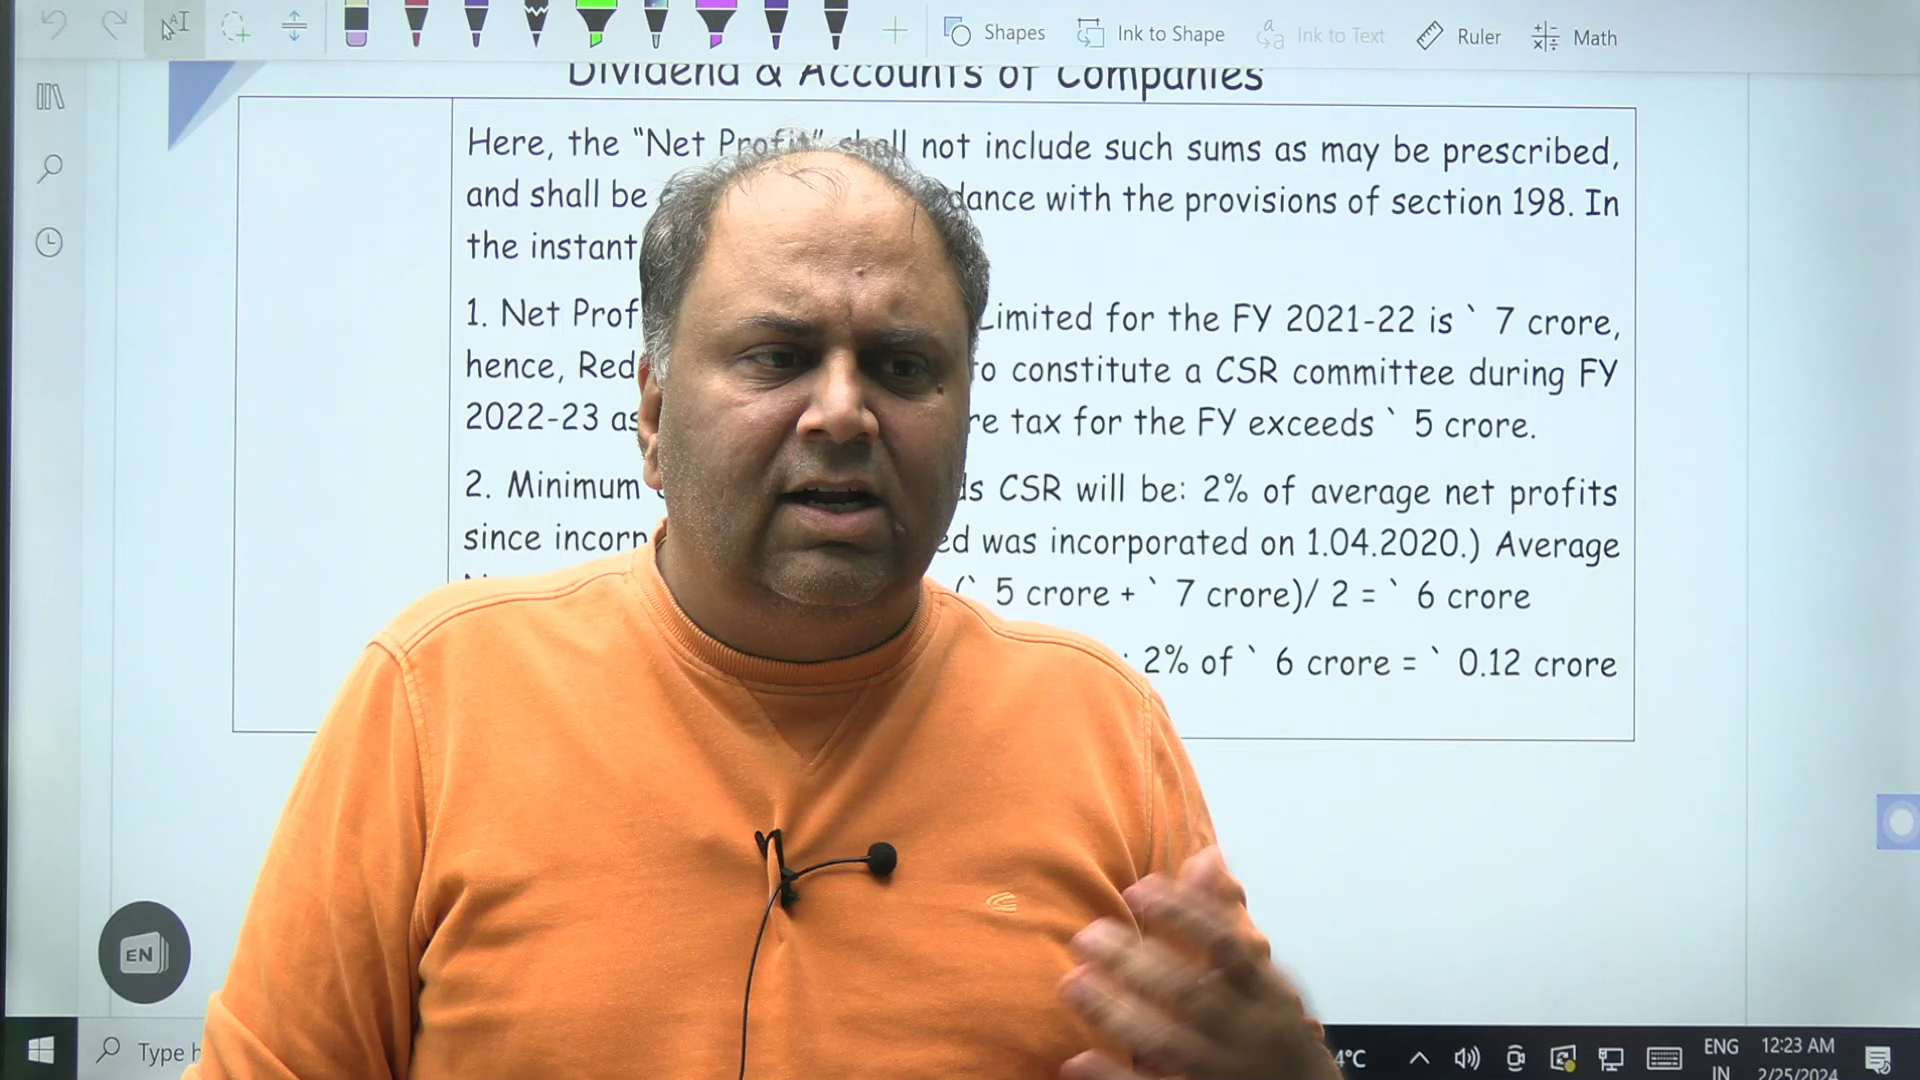 Shapes
Ink to Shape
Ink to Text
Ruler
Math
Dividend & Accounts of Companies
Here, the “Net Profit” shall not include such sums as may be prescribed,
and shall be dance with the provisions of section 198. In
the instant
1. Net Prof Limited for the FY 2021-22 is ` 7 crore,
hence, Red to constitute a CSR committee during FY
2022-23 as re tax for the FY exceeds ` 5 crore.
2. Minimum ds CSR will be: 2% of average net profits
since incorp ed was incorporated on 1.04.2020.) Average
(` 5 crore + ` 7 crore)/ 2 = ` 6 crore
: 2% of ` 6 crore = ` 0.12 crore
EN
Type h
4°C
ENG
IN
12:23 AM
2/25/2024